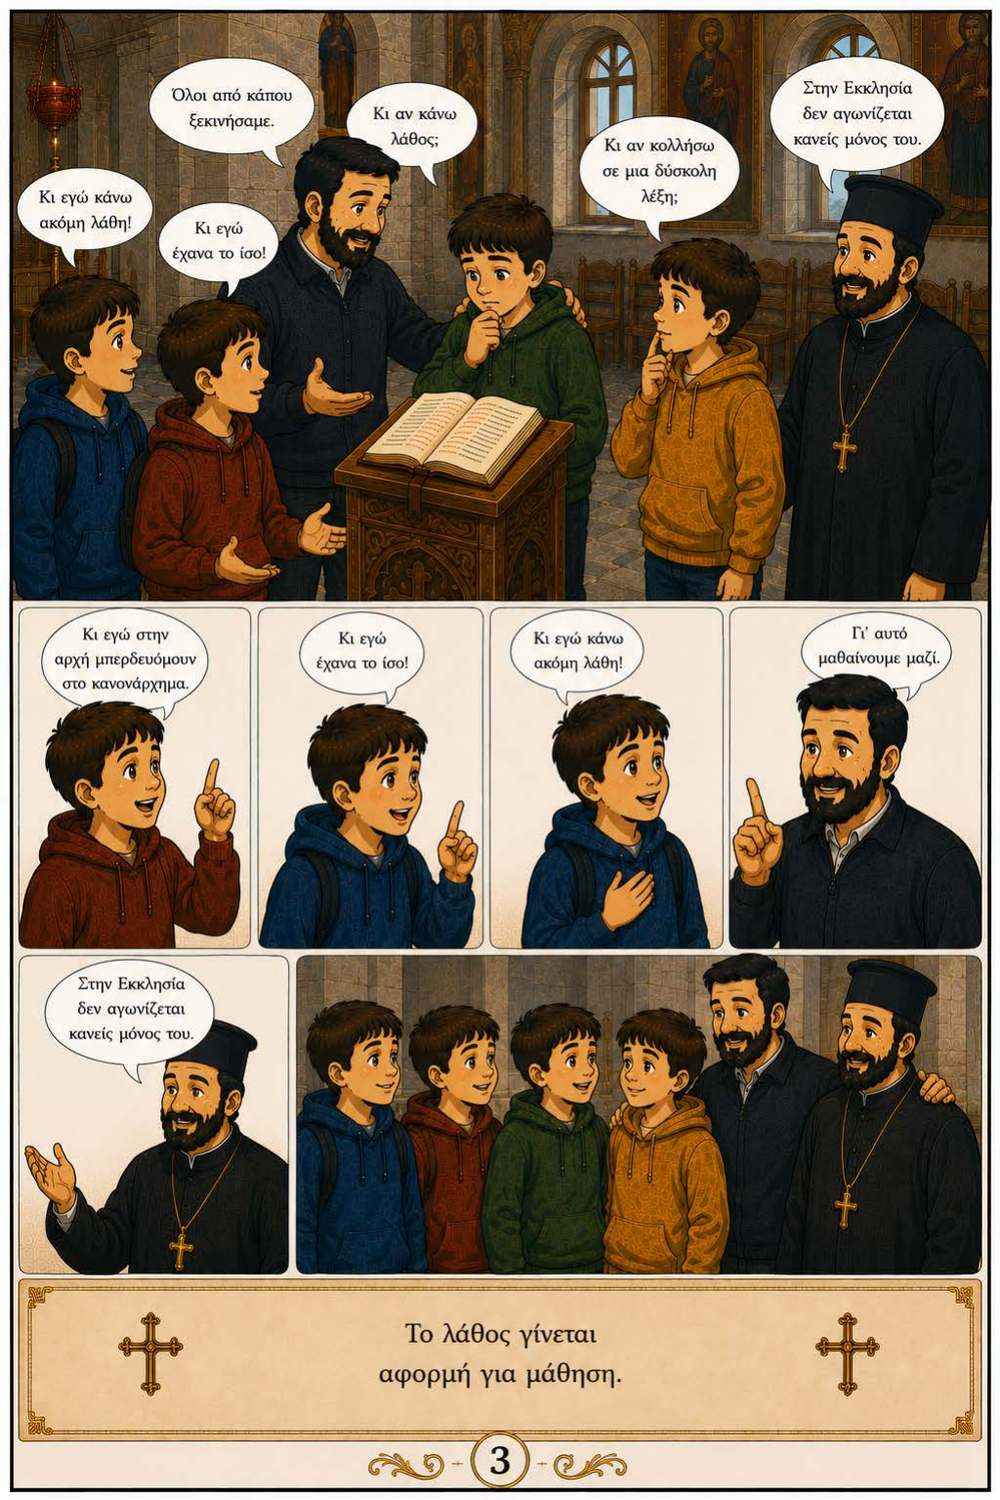 Όλοι από κάπου
ξεκινήσαμε.
Κι αν κάνω
λάθος;
Στην Εκκλησία
δεν αγωνίζεται
κανείς μόνος του.
Κι αν κολλήσω
σε μια δύσκολη
λέξη;
Κι εγώ κάνω
ακόμη λάθη!
Κι εγώ
έχανα το ίσο!
Κι εγώ στην
αρχή μπερδευόμουν
στο κανονάρχημα.
Κι εγώ
έχανα το ίσο!
Κι εγώ κάνω
ακόμη λάθη!
Γι' αυτό
μαθαίνουμε μαζί.
Στην Εκκλησία
δεν αγωνίζεται
κανείς μόνος του.
Το λάθος γίνεται
αφορμή για μάθηση.
3